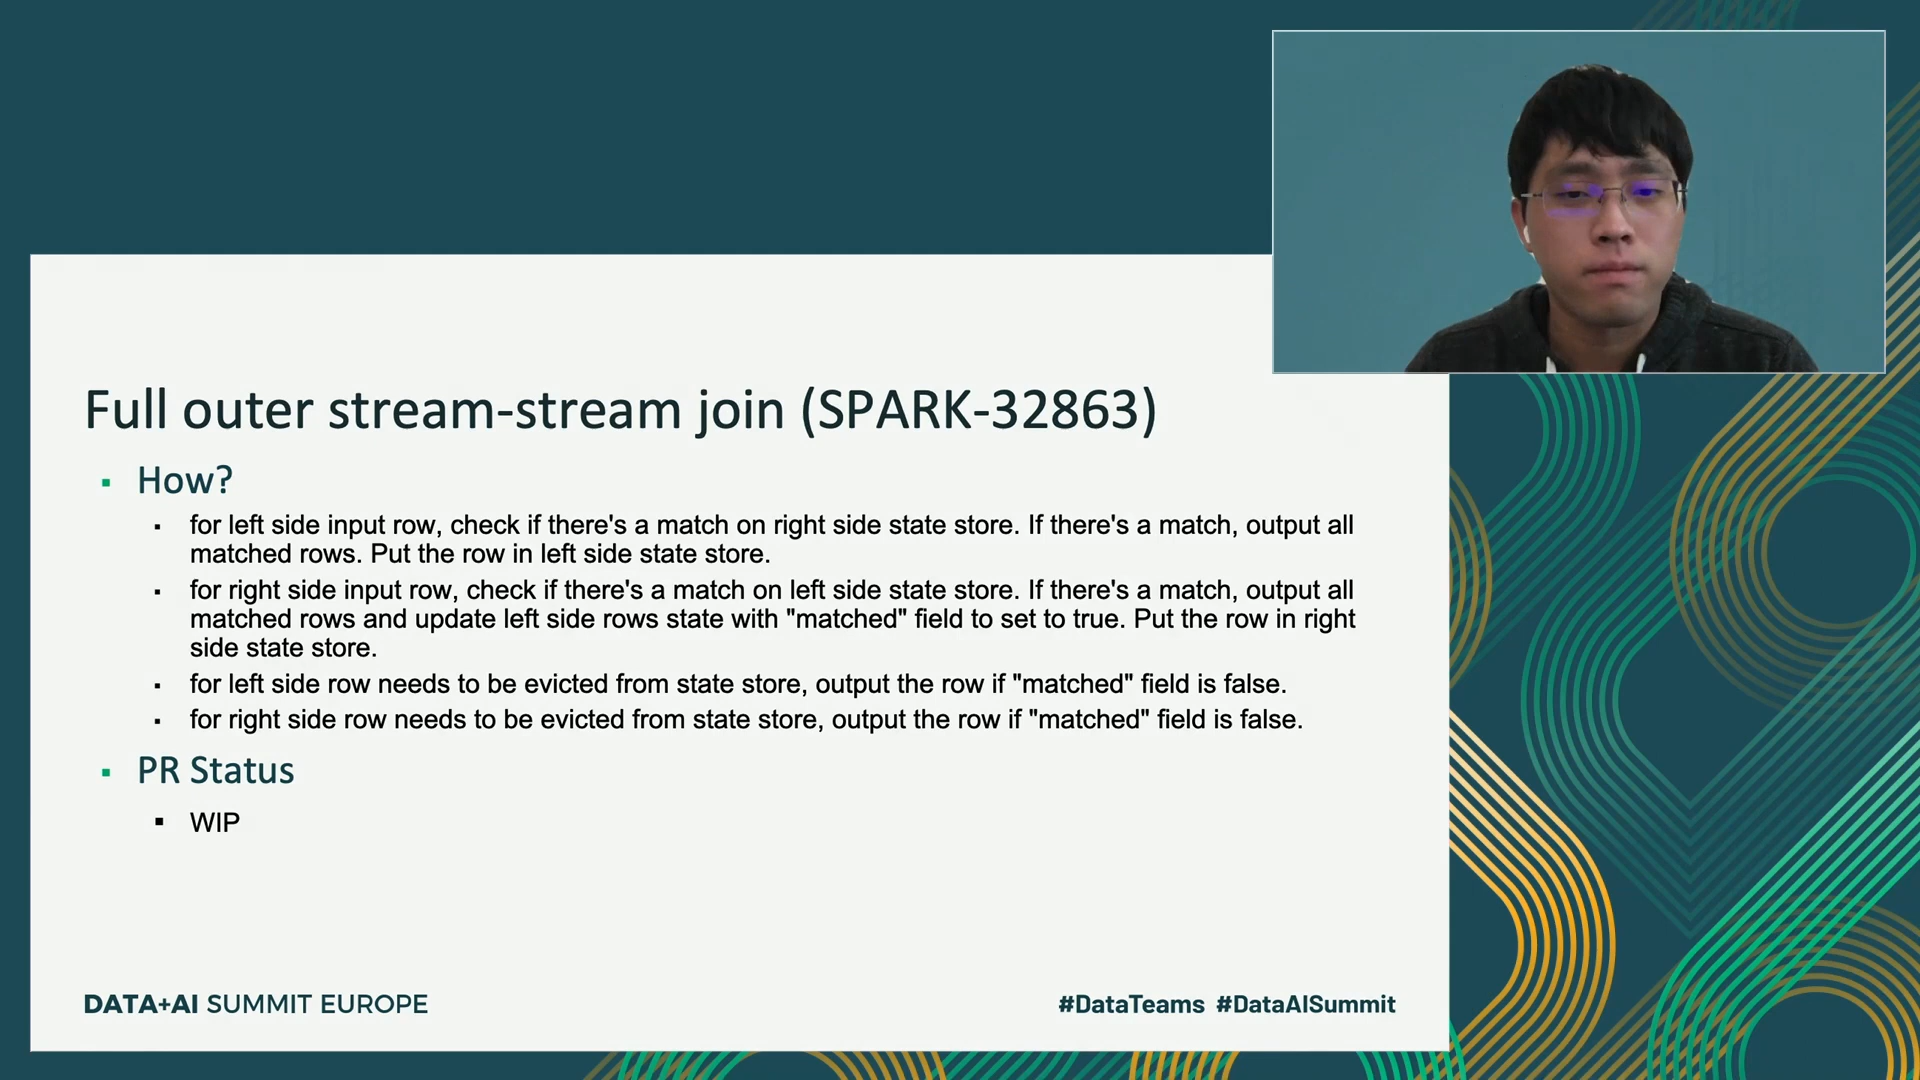 Full outer stream-stream join (SPARK-32863)
▪ How?
▪ for left side input row, check if there's a match on right side state store. If there's a match, output all
matched rows. Put the row in left side state store.
▪ for right side input row, check if there's a match on left side state store. If there's a match, output all
matched rows and update left side rows state with "matched" field to set to true. Put the row in right
side state store.
▪ for left side row needs to be evicted from state store, output the row if "matched" field is false.
▪ for right side row needs to be evicted from state store, output the row if "matched" field is false.
▪ PR Status
▪ WIP
DATA+AI SUMMIT EUROPE
#DataTeams #DataAISummit